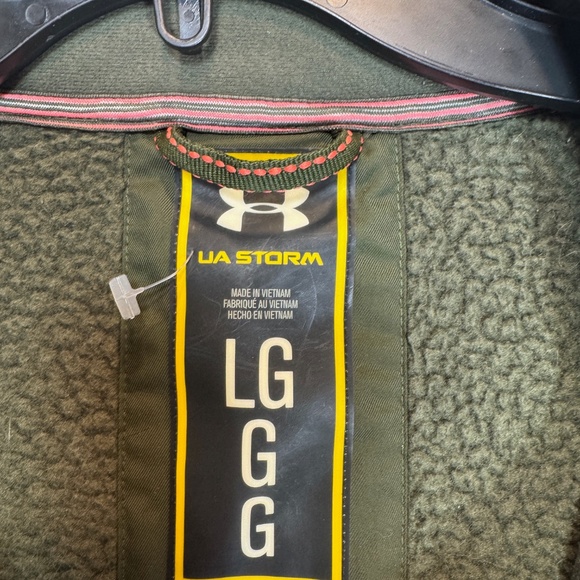 UA STORM
MADE IN VIETNAM
FABRIQUÉ AU VIETNAM
HECHO EN VIETNAM
LG
G
G